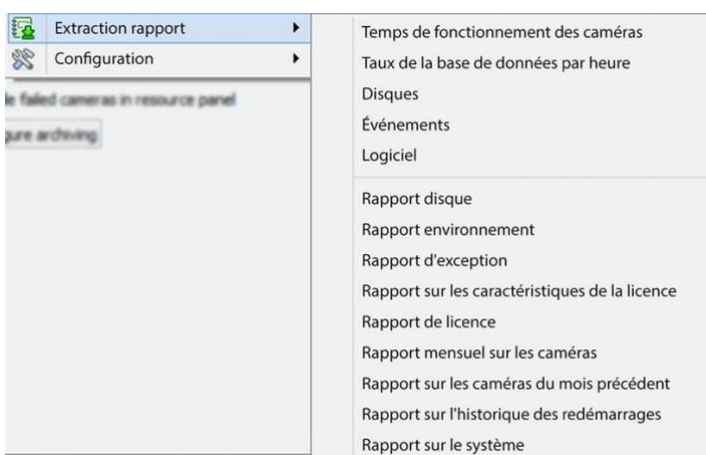 Extraction rapport
Configuration
failed cameras in resource panel
archiving
Temps de fonctionnement des caméras
Taux de la base de données par heure
Disques
Événements
Logiciel
Rapport disque
Rapport environnement
Rapport d'exception
Rapport sur les caractéristiques de la licence
Rapport de licence
Rapport mensuel sur les caméras
Rapport sur les caméras du mois précédent
Rapport sur l'historique des redémarrages
Rapport sur le système